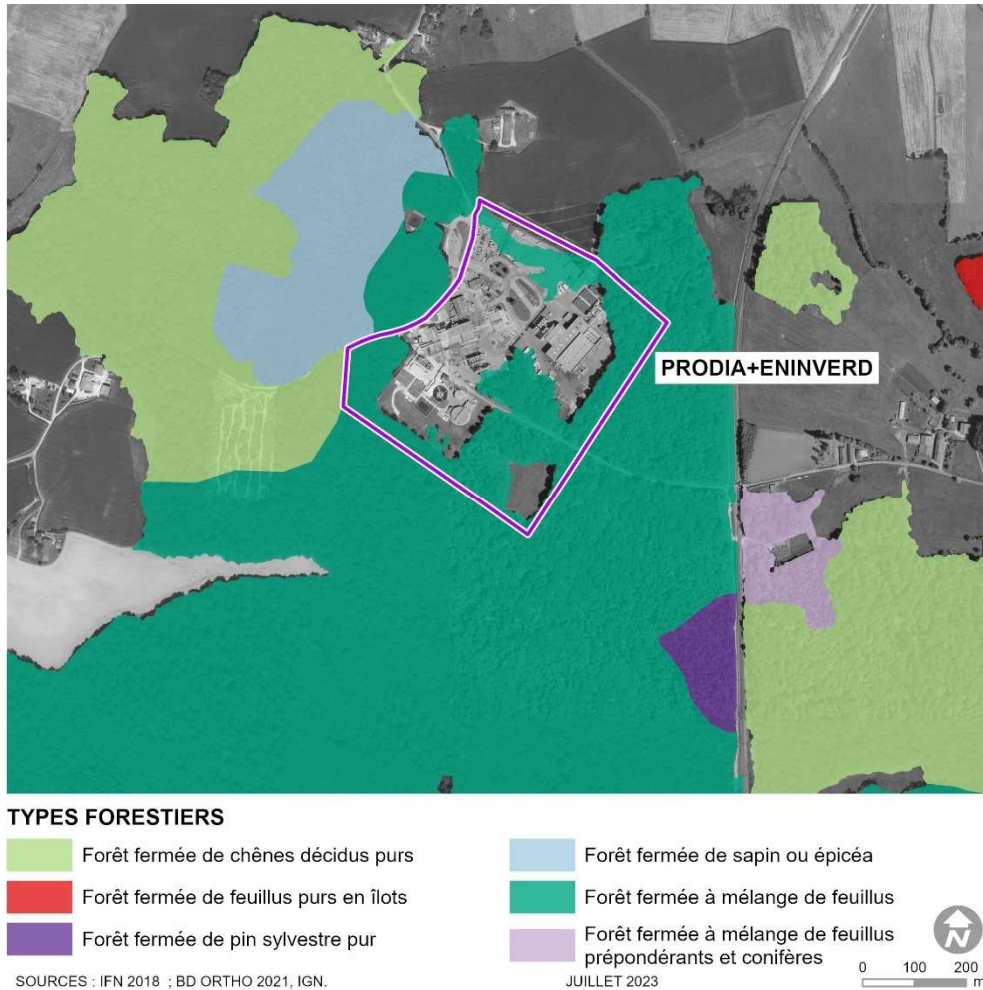 PRODIA+ENINVERD
TYPES FORESTIERS
Forêt fermée de chênes décidus purs
Forêt fermée de feuillus purs en îlots
Forêt fermée de pin sylvestre pur
Forêt fermée de sapin ou épicéa
Forêt fermée à mélange de feuillus
Forêt fermée à mélange de feuillus
prépondérants et conifères
N
0 100 200
m
SOURCES : IFN 2018 ; BD ORTHO 2021, IGN.
JUILLET 2023